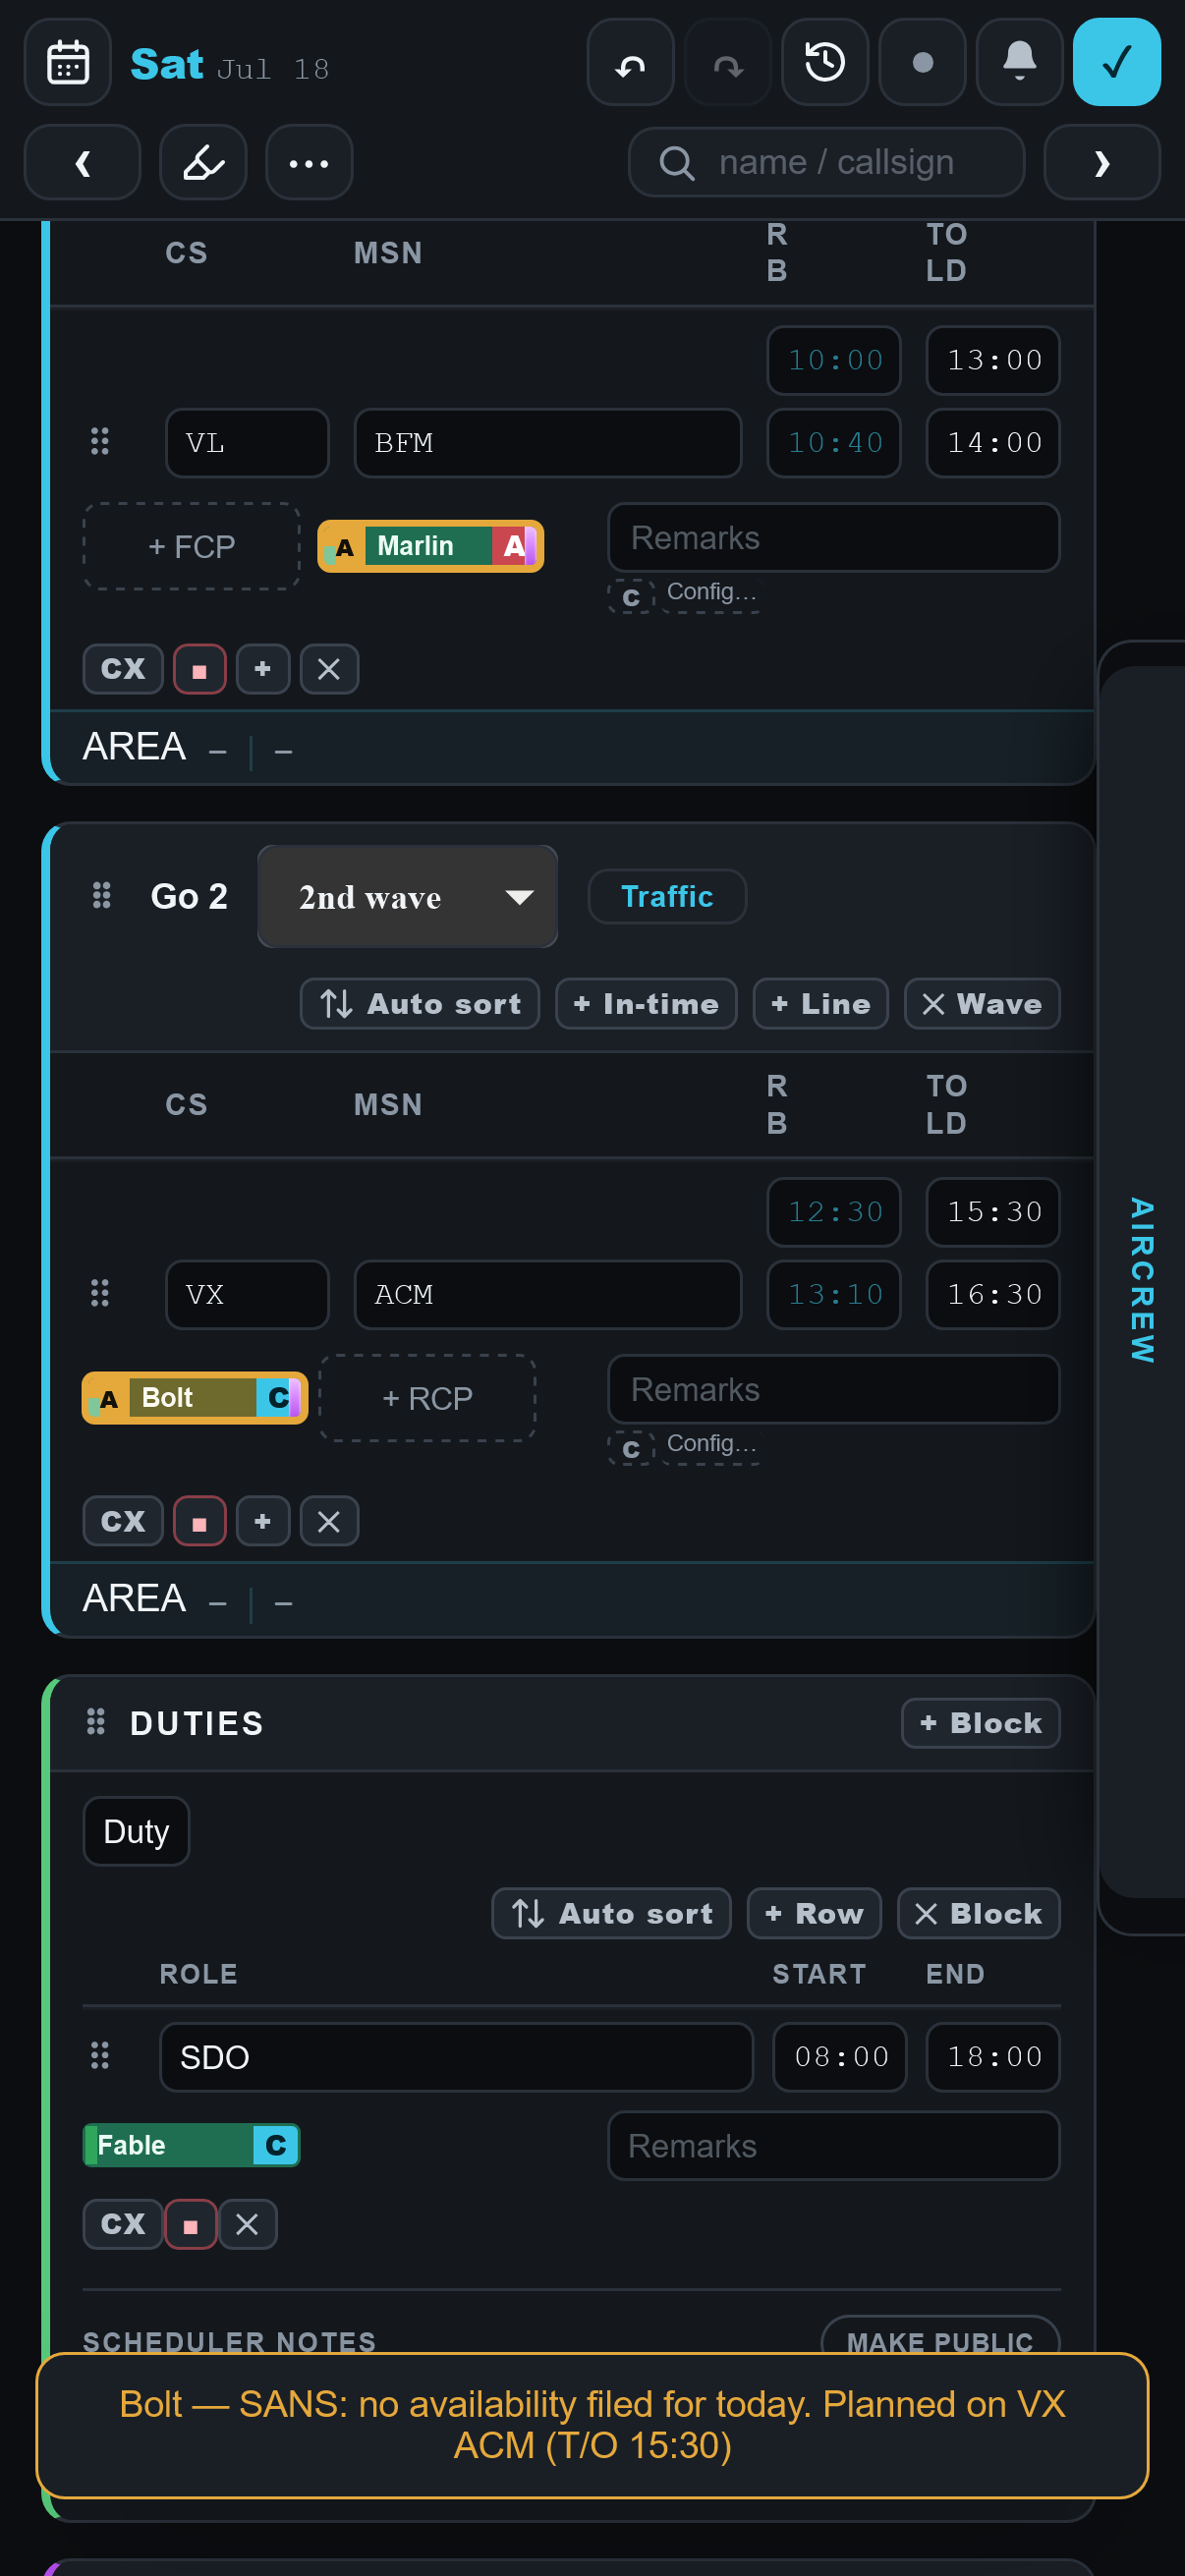 Sat Jul 18
name / callsign
CS MSN R B TO LD
10:00 13:00
VL BFM 10:40 14:00
+ FCP A Marlin A Remarks
C Config...
CX + ×
AREA – | –
Go 2 2nd wave Traffic
Auto sort + In-time + Line × Wave
CS MSN R B TO LD
12:30 15:30
VX ACM 13:10 16:30
A Bolt C + RCP Remarks
C Config...
CX + ×
AREA – | –
AIRCREW
DUTIES + Block
Duty
Auto sort + Row × Block
ROLE START END
SDO 08:00 18:00
Fable C Remarks
CX ×
SCHEDULER NOTES MAKE PUBLIC
Bolt — SANS: no availability filed for today. Planned on VX
ACM (T/O 15:30)